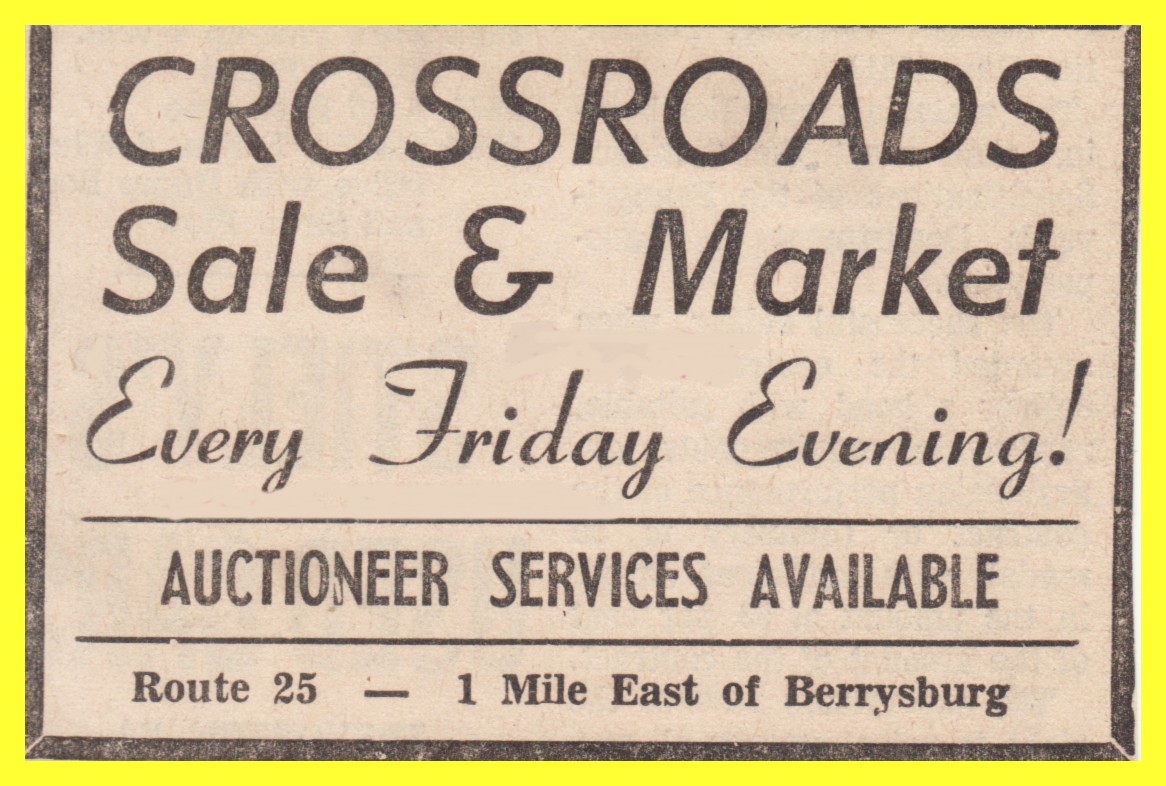 CROSSROADS
Sale & Market
Every Friday Evening!
AUCTIONEER SERVICES AVAILABLE
Route 25 — 1 Mile East of Berrysburg